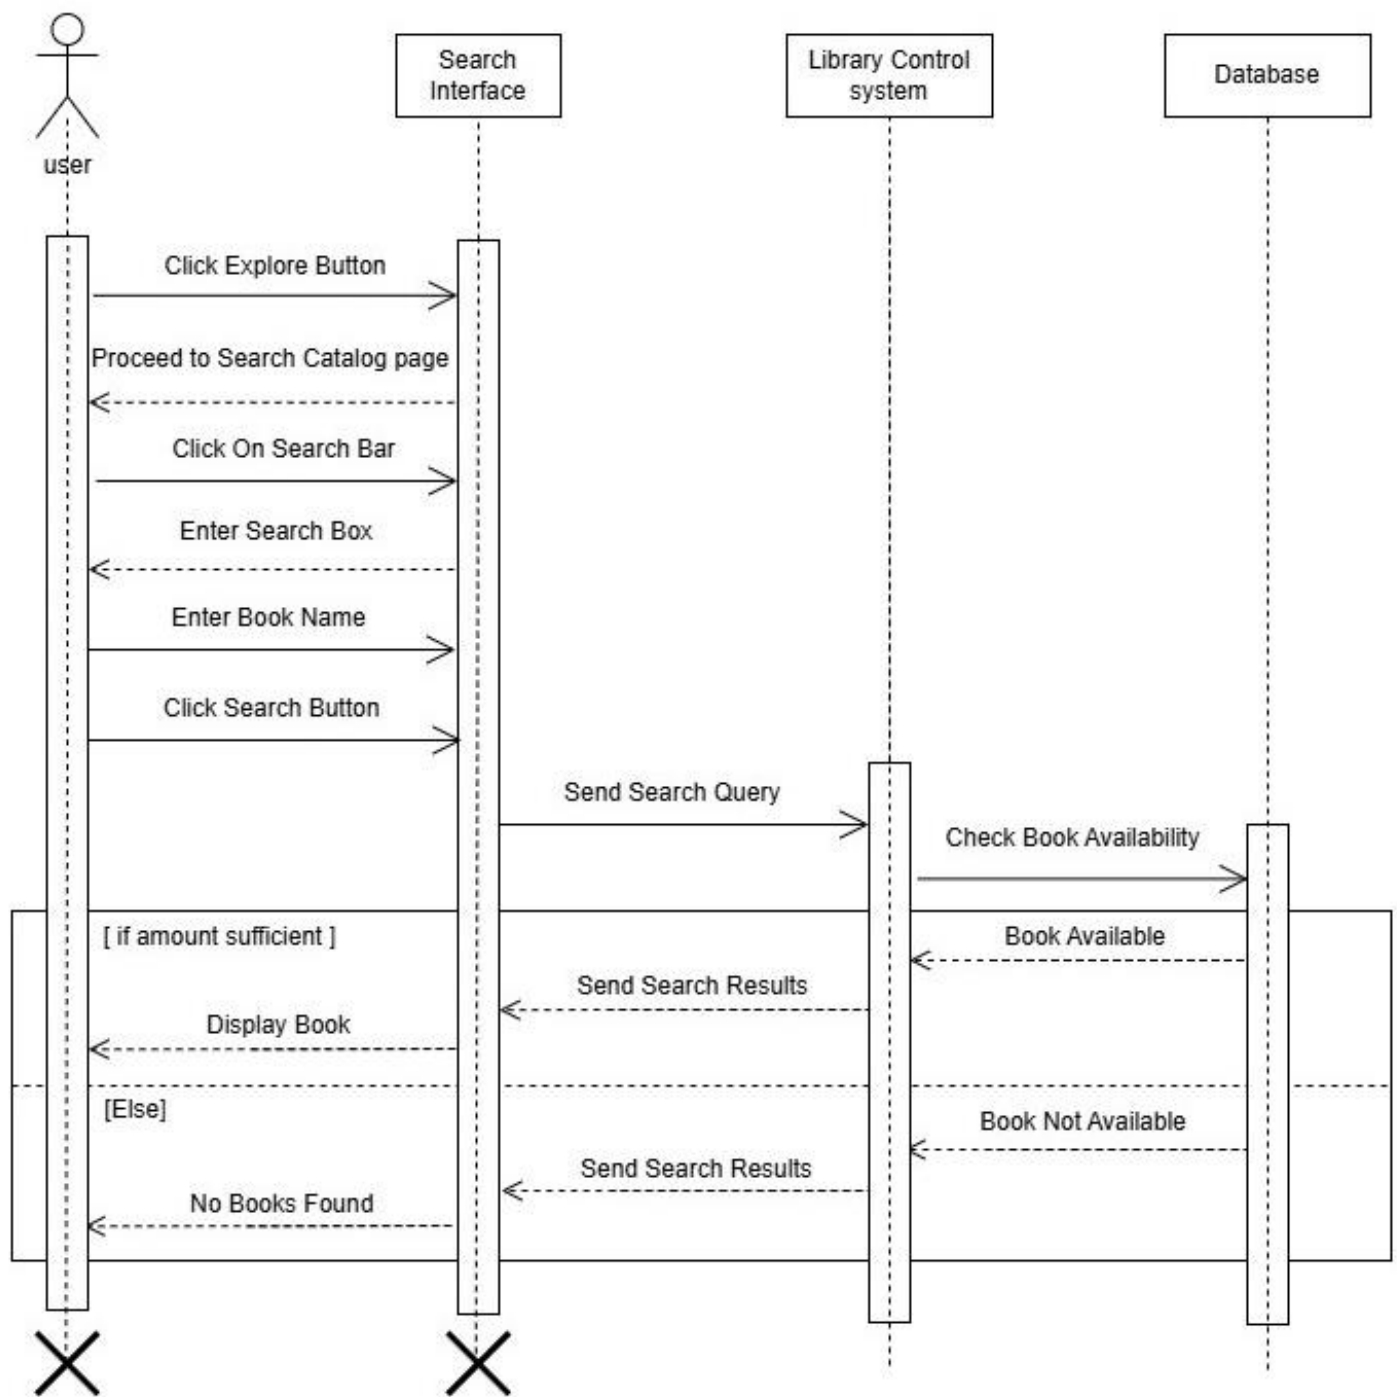 Search
Interface
Library Control
system
Database
user
Click Explore Button
Proceed to Search Catalog page
Click On Search Bar
Enter Search Box
Enter Book Name
Click Search Button
Send Search Query
Check Book Availability
[ if amount sufficient ]
Book Available
Send Search Results
Display Book
[Else]
Book Not Available
Send Search Results
No Books Found